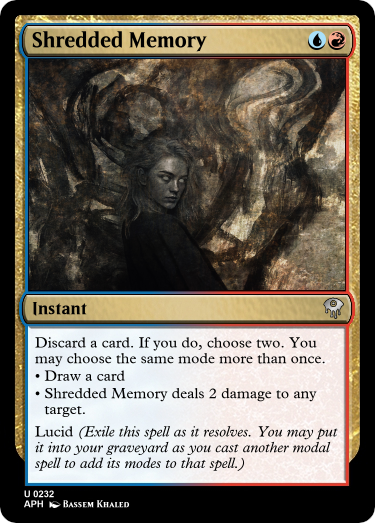 Shredded Memory
Instant
Discard a card. If you do, choose two. You
may choose the same mode more than once.
• Draw a card
• Shredded Memory deals 2 damage to any
target.
Lucid (Exile this spell as it resolves. You may put
it into your graveyard as you cast another
modal spell to add its modes to that spell.)
U 0232
APH Bassem Khaled